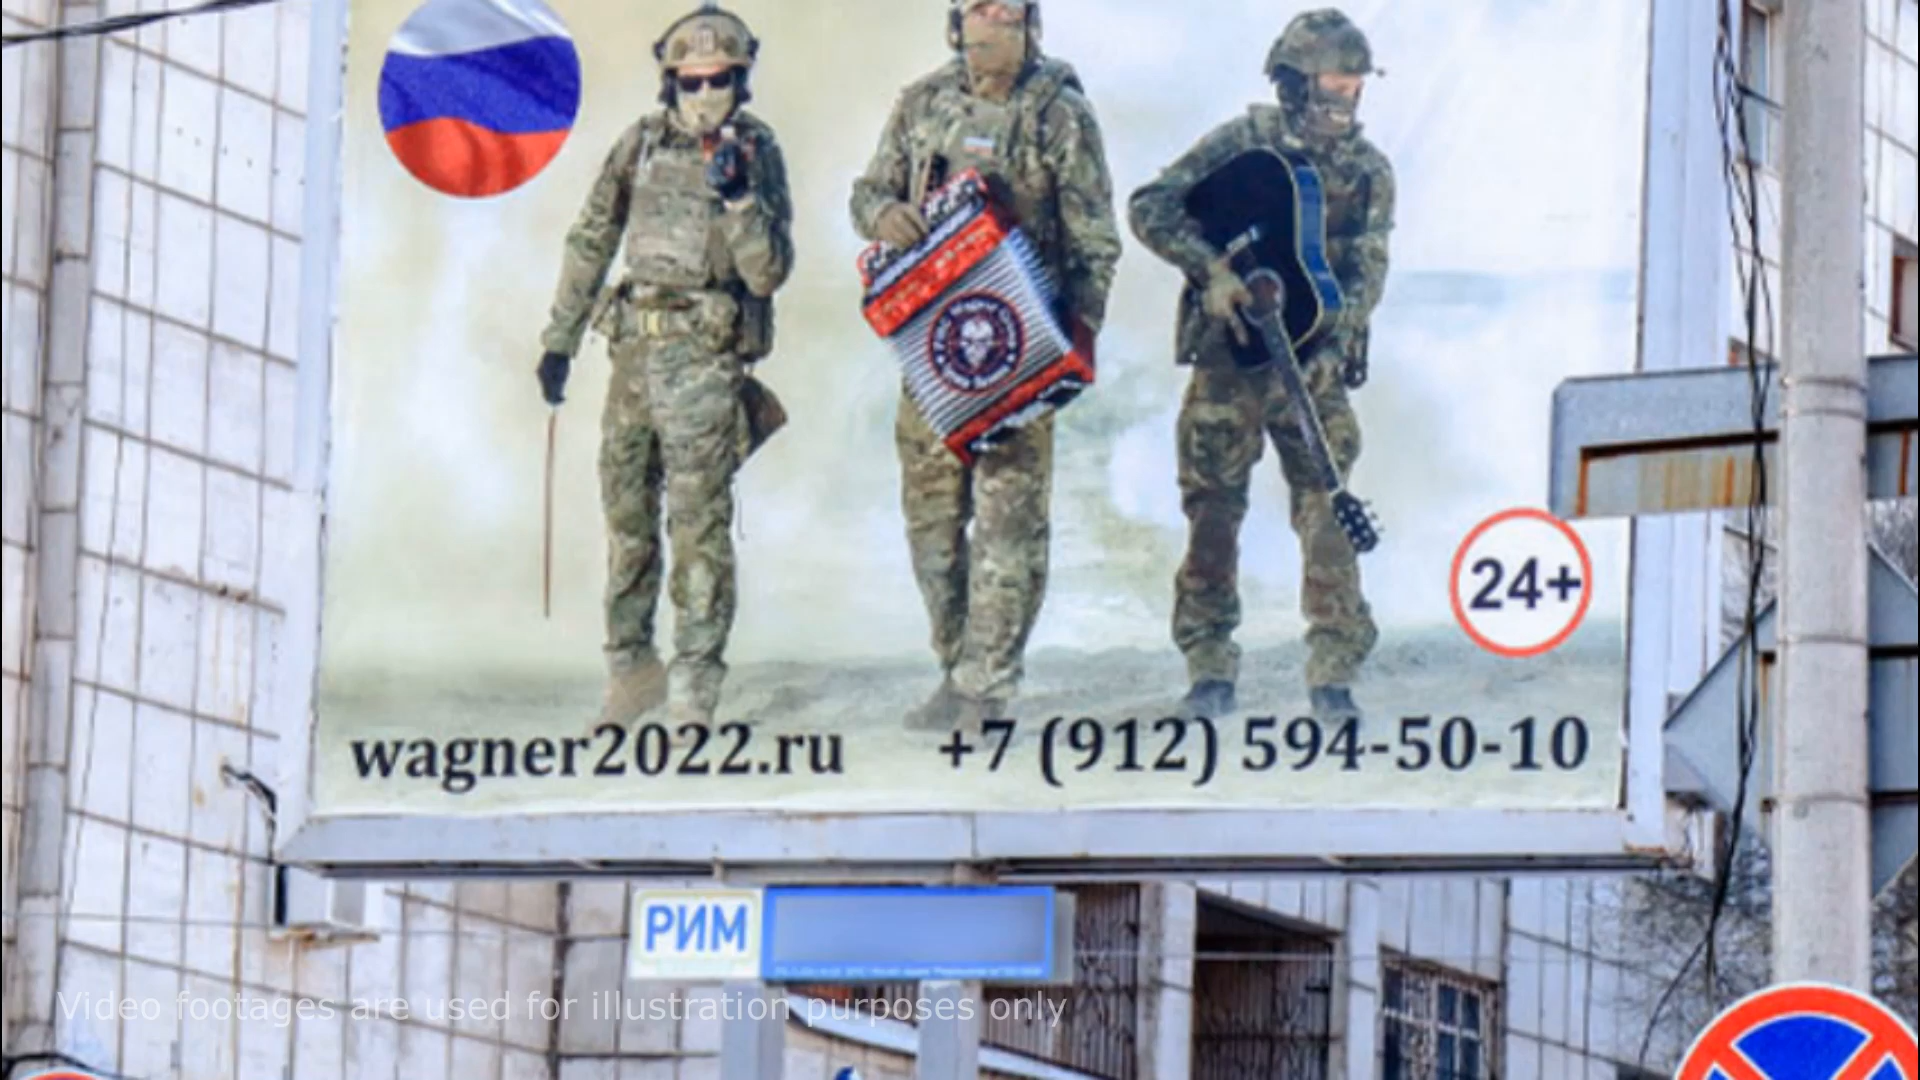 24+
wagner2022.ru +7 (912) 594-50-10
РИМ
Video footages are used for illustration purposes only